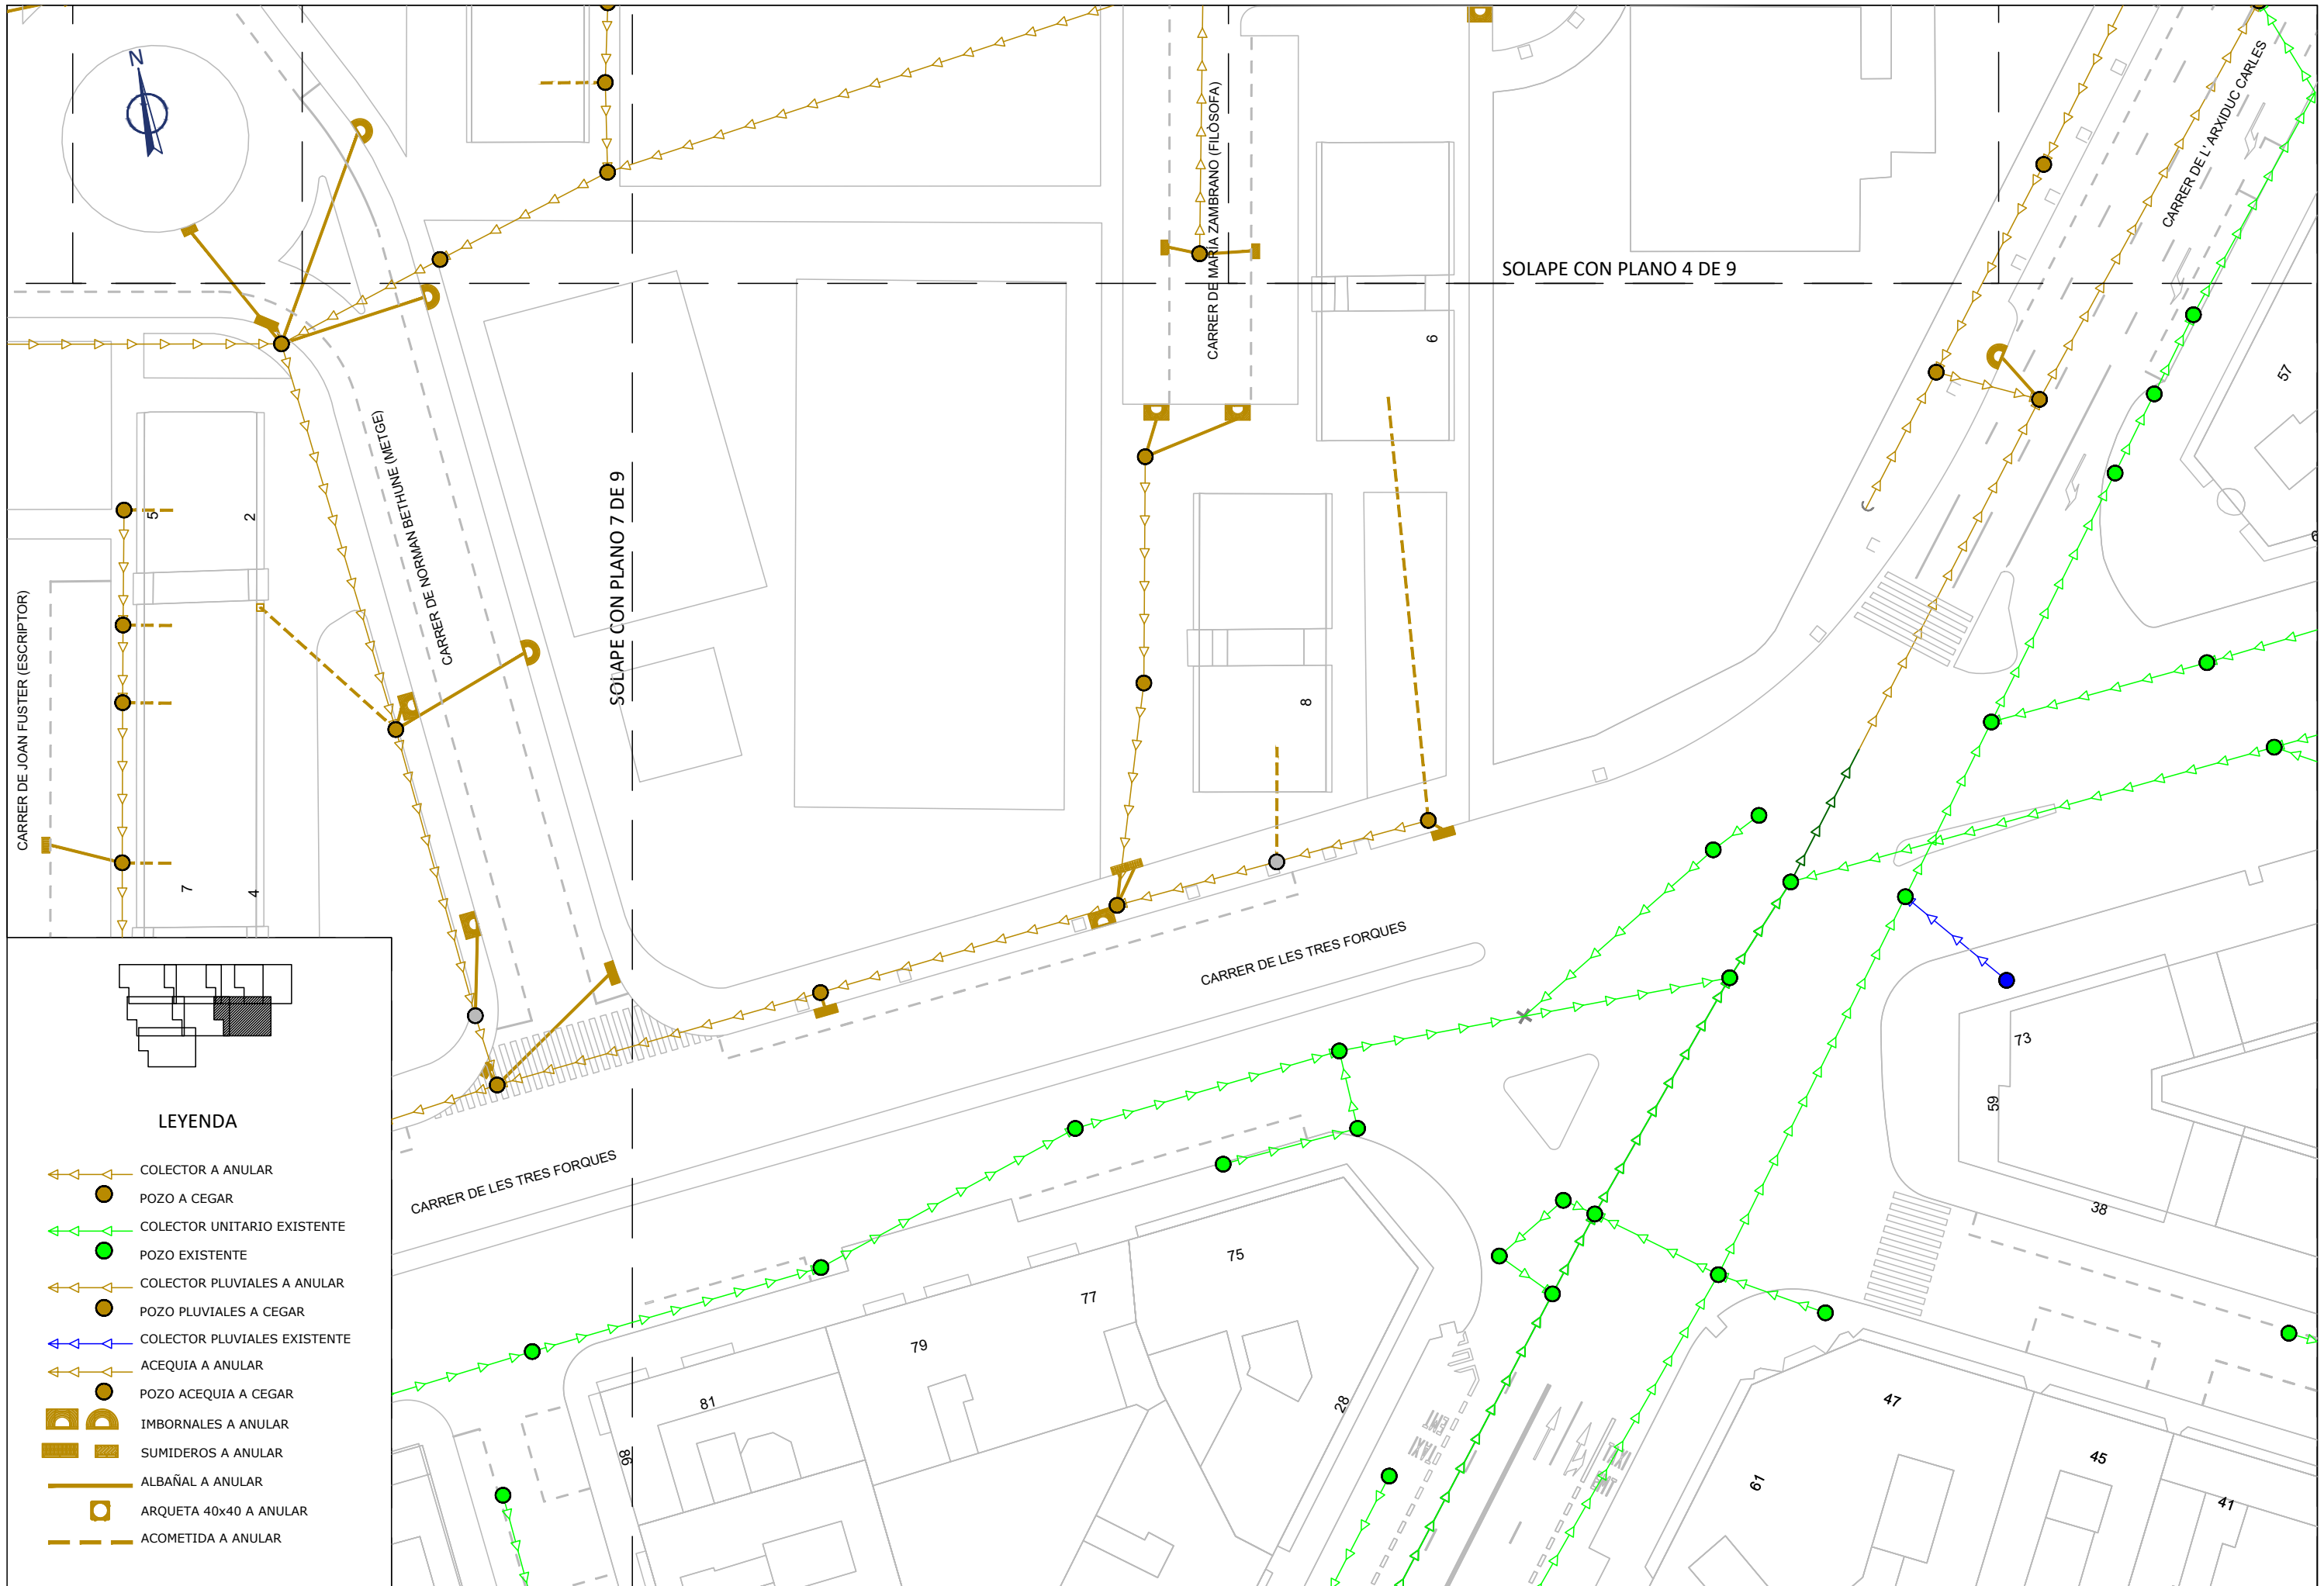 N
CARRER DE MARÍA ZAMBRANO (FILÒSOFA)
CARRER DE L' ARXIDUC CARLES
SOLAPE CON PLANO 4 DE 9
6
57
5
2
CARRER DE NORMAN BETHUNE (METGE)
SOLAPE CON PLANO 7 DE 9
CARRER DE JOAN FUSTER (ESCRIPTOR)
8
7
4
CARRER DE LES TRES FORQUES
73
59
38
CARRER DE LES TRES FORQUES
75
77
79
81
86
28
47
45
61
41
TAXI
TAXI
LEYENDA
COLECTOR A ANULAR
POZO A CEGAR
COLECTOR UNITARIO EXISTENTE
POZO EXISTENTE
COLECTOR PLUVIALES A ANULAR
POZO PLUVIALES A CEGAR
COLECTOR PLUVIALES EXISTENTE
ACEQUIA A ANULAR
POZO ACEQUIA A CEGAR
IMBORNALES A ANULAR
SUMIDEROS A ANULAR
ALBAÑAL A ANULAR
ARQUETA 40x40 A ANULAR
ACOMETIDA A ANULAR